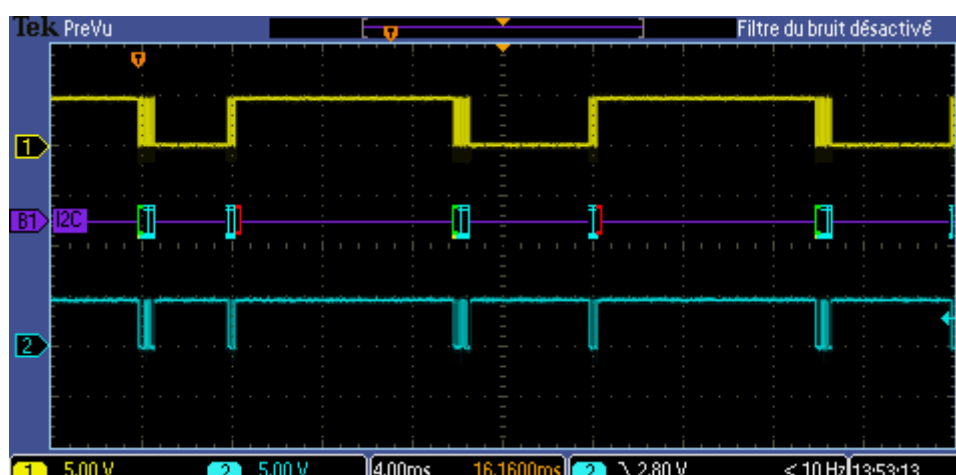 Tek PreVu Filtre du bruit désactivé
T
T
1
B1 I2C
2
1 5.00 V 2 5.00 V 4.00ms 16.1600ms 2 2.80 V < 10 Hz 13:53:13